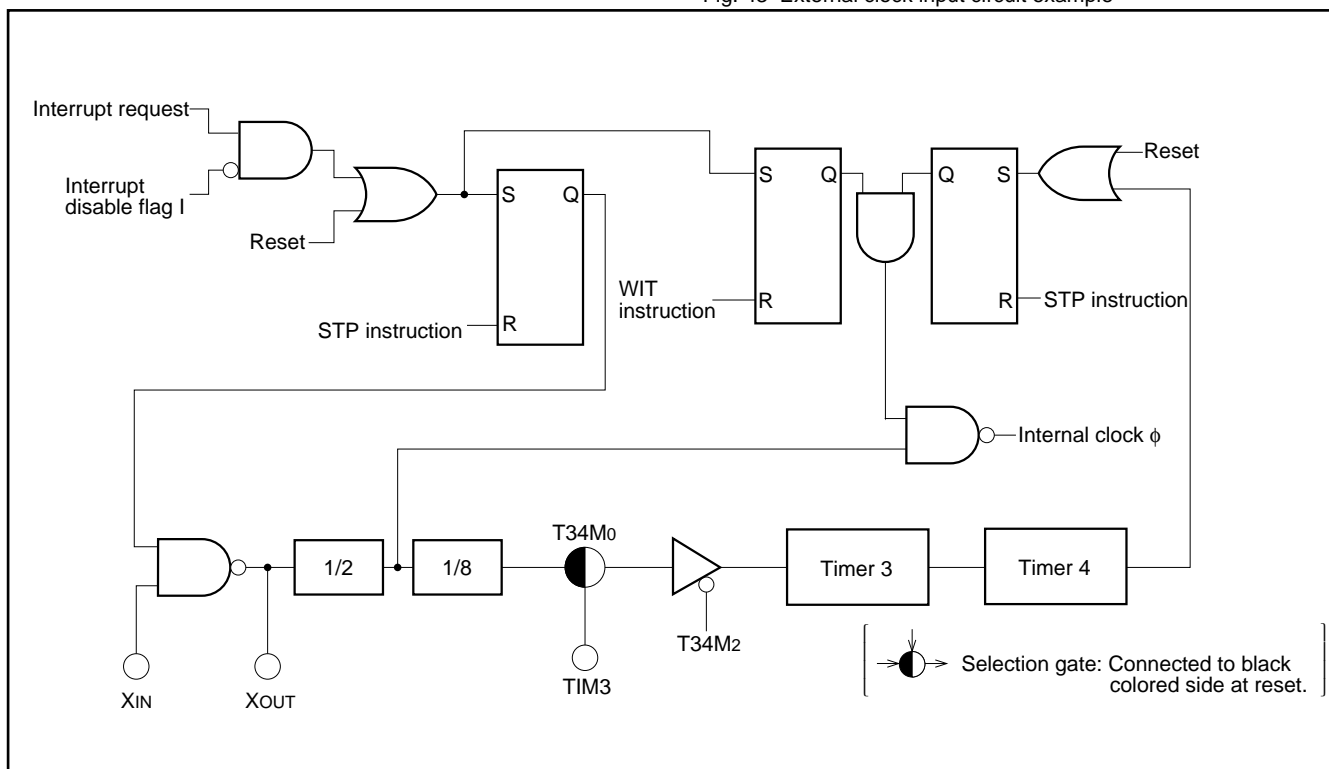 Fig. 43 External clock input circuit example
Interrupt request
Reset
S
Q
S
Q
Q
S
Interrupt
disable flag I
Reset
WIT
instruction
R
R
STP instruction
STP instruction
R
Internal clock ϕ
T34M0
1/2
1/8
Timer 3
Timer 4
T34M2
XIN
XOUT
TIM3
Selection gate: Connected to black
colored side at reset.